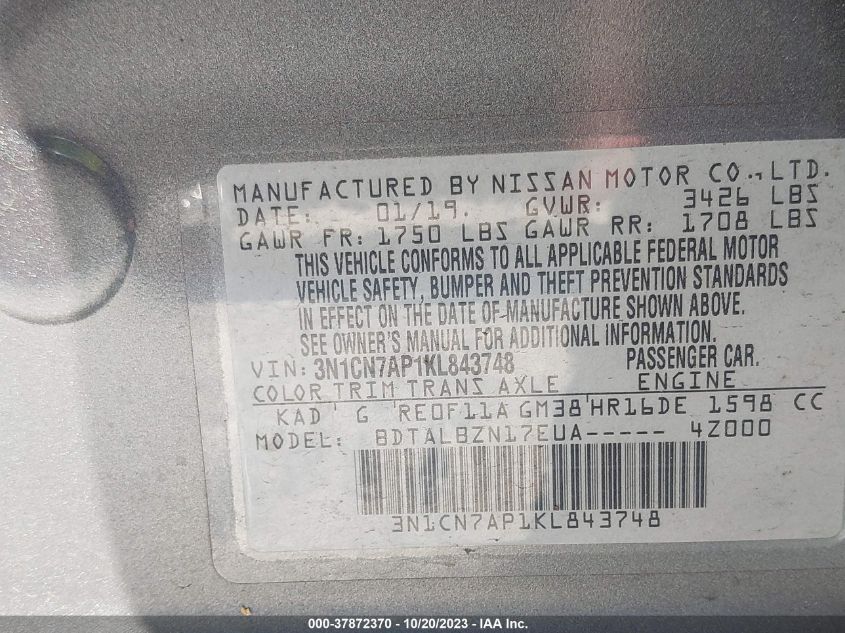 MANUFACTURED BY NISSAN MOTOR CO., LTD.
DATE: 01/19. GVWR: 3426 LBS
GAWR FR: 1750 LBS GAWR RR: 1708 LBS
THIS VEHICLE CONFORMS TO ALL APPLICABLE FEDERAL MOTOR
VEHICLE SAFETY, BUMPER AND THEFT PREVENTION STANDARDS
IN EFFECT ON THE DATE OF MANUFACTURE SHOWN ABOVE.
SEE OWNER'S MANUAL FOR ADDITIONAL INFORMATION.
VIN: 3N1CN7AP1KL843748 PASSENGER CAR.
COLOR TRIM TRANS AXLE ENGINE
KAD G RE0F11A GM38 HR16DE 1598 CC
MODEL: BDTALBZN17EUA----- 4Z000
3N1CN7AP1KL843748
000-37872370 - 10/20/2023 - IAA Inc.